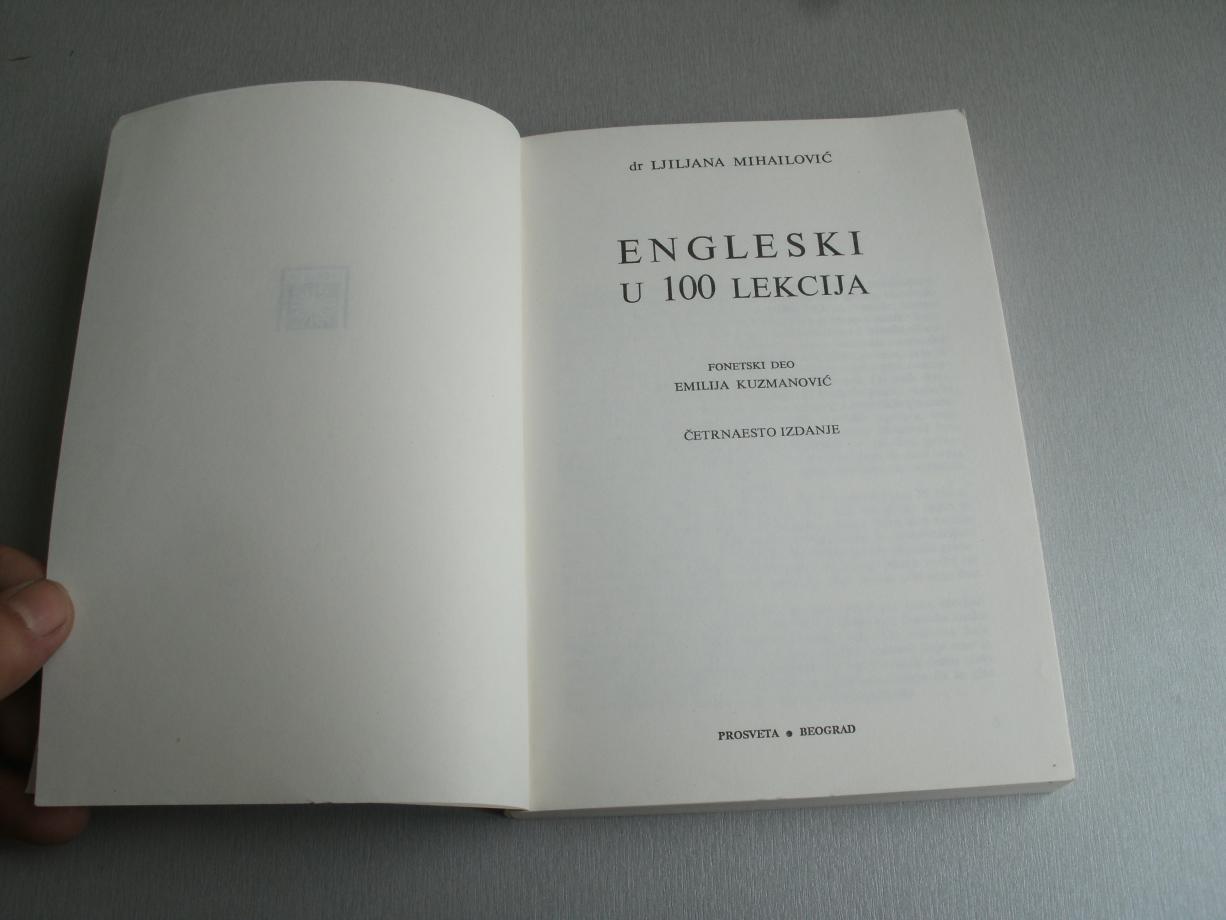 dr LJILJANA MIHAILOVIĆ
ENGLESKI
U 100 LEKCIJA
FONETSKI DEO
EMILIJA KUZMANOVIĆ
ČETRNAESTO IZDANJE
PROSVETA • BEOGRAD